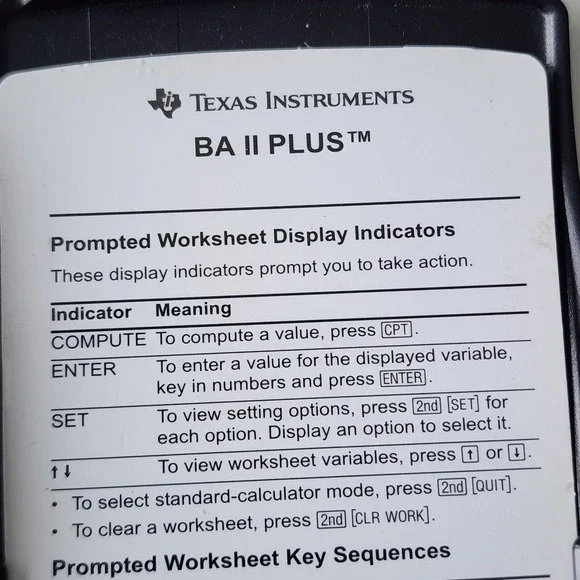 TEXAS INSTRUMENTS
BA II PLUS™
Prompted Worksheet Display Indicators
These display indicators prompt you to take action.
Indicator Meaning
COMPUTE To compute a value, press CPT.
ENTER To enter a value for the displayed variable,
key in numbers and press ENTER.
SET To view setting options, press 2nd [SET] for
each option. Display an option to select it.
↑↓ To view worksheet variables, press ↑ or ↓.
• To select standard-calculator mode, press 2nd [QUIT].
• To clear a worksheet, press 2nd [CLR WORK].
Prompted Worksheet Key Sequences